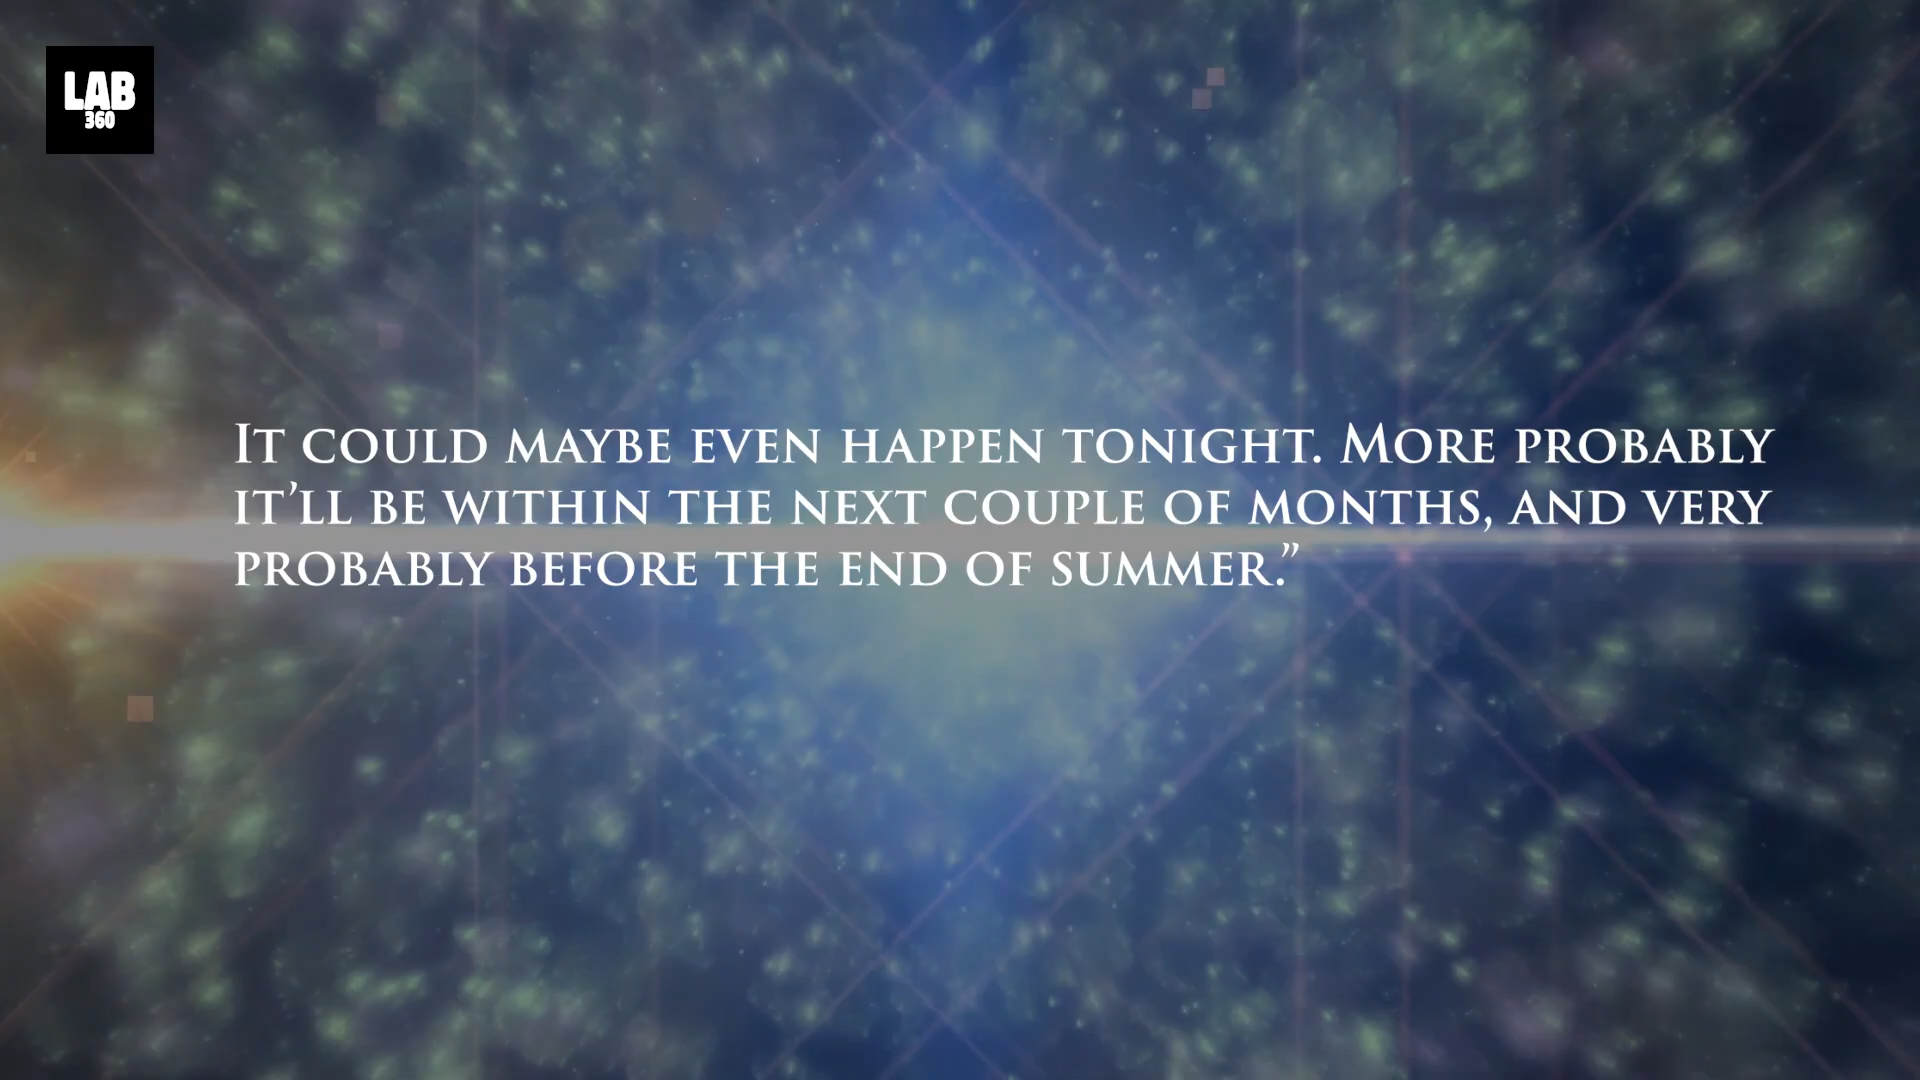 LAB
360
It could maybe even happen tonight. More probably
it’ll be within the next couple of months, and very
probably before the end of summer.”